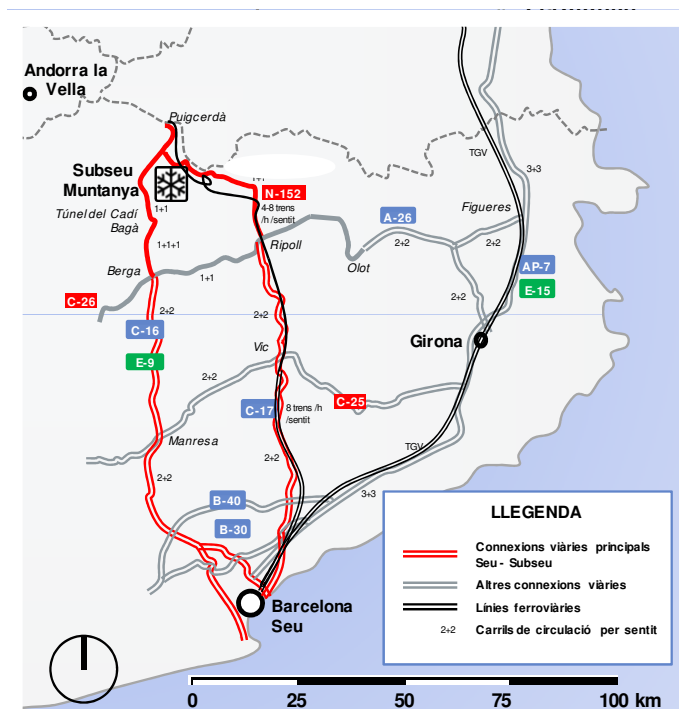 Andorra la
Vella
Puigcerdà
TGV
3+3
Subseu
Muntanya
N-152
1+1
4-8 trens
/h /sentit
A-26
Figueres
Túnel del Cadí
Bagà
1+1+1
Ripoll
2+2
2+2
Olot
Berga
1+1
AP-7
E-15
2+2
C-26
2+2
C-16
2+2
Girona
E-9
Vic
2+2
C-17
8 trens /h
/sentit
C-25
Manresa
2+2
2+2
TGV
3+3
B-40
B-30
LLEGENDA
Connexions viàries principals
Seu - Subseu
Altres connexions viàries
Línies ferroviàries
2+2 Carrils de circulació per sentit
Barcelona
Seu
0 25 50 75 100 km